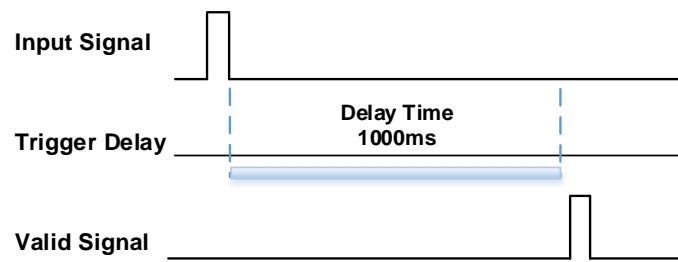 Input Signal
Delay Time
1000ms
Trigger Delay
Valid Signal